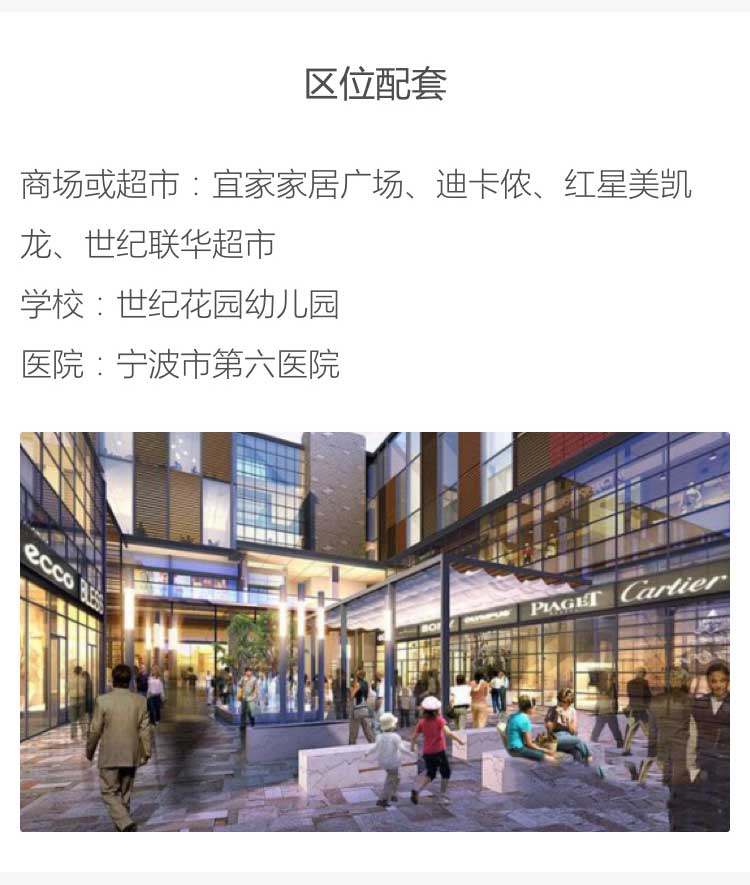 区位配套
商场或超市：宜家家居广场、迪卡侬、红星美凯
龙、世纪联华超市
学校：世纪花园幼儿园
医院：宁波市第六医院
ecco BLESS
SONY OLYMPUS PIAGET Cartier